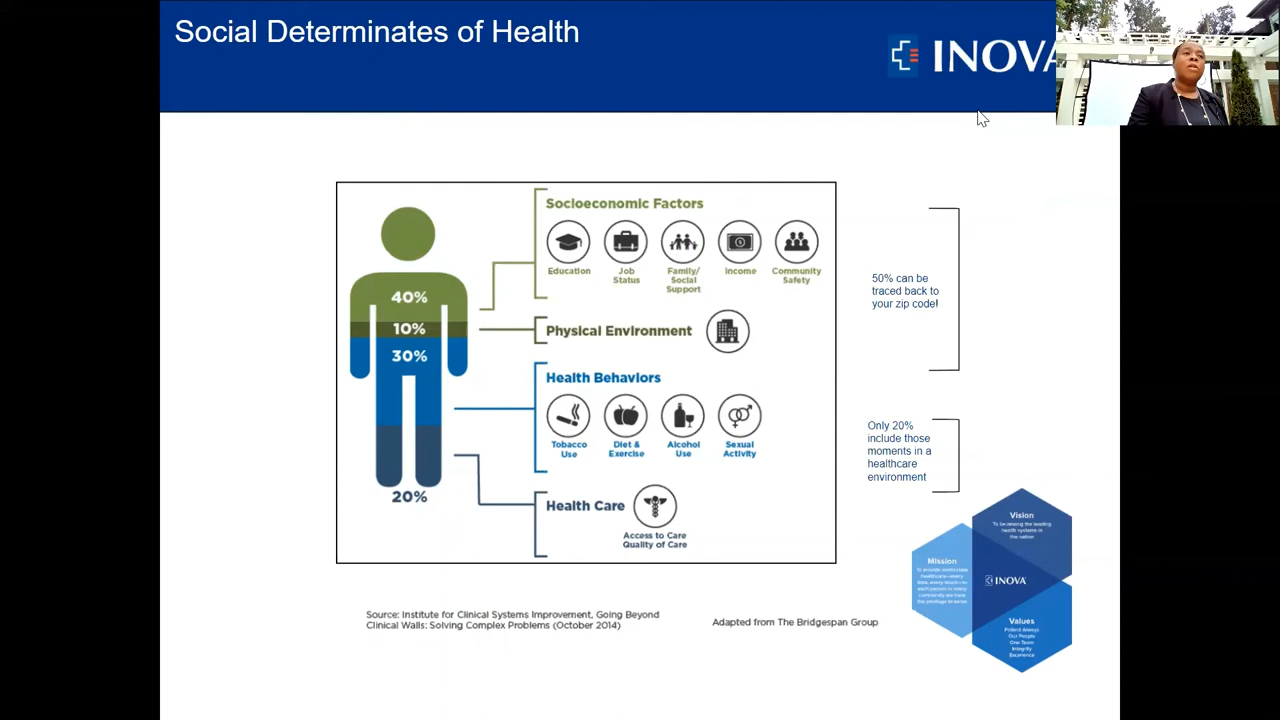 Social Determinates of Health
INOVA
Socioeconomic Factors
Education
Job
Status
Family/
Social
Support
Income
Community
Safety
40%
10%
30%
20%
Physical Environment
Health Behaviors
Tobacco
Use
Diet &
Exercise
Alcohol
Use
Sexual
Activity
Health Care
Access to Care
Quality of Care
50% can be
traced back to
your zip code!
Only 20%
include those
moments in a
healthcare
environment
Source: Institute for Clinical Systems Improvement, Going Beyond
Clinical Walls: Solving Complex Problems (October 2014)
Adapted from The Bridgespan Group
Vision
To be among the leading
health systems in
the nation
Mission
To provide world class
healthcare—every
time, every touch—to
each person in every
community we have
the privilege to serve
INOVA
Values
Patient Always
Our People
One Team
Integrity
Excellence